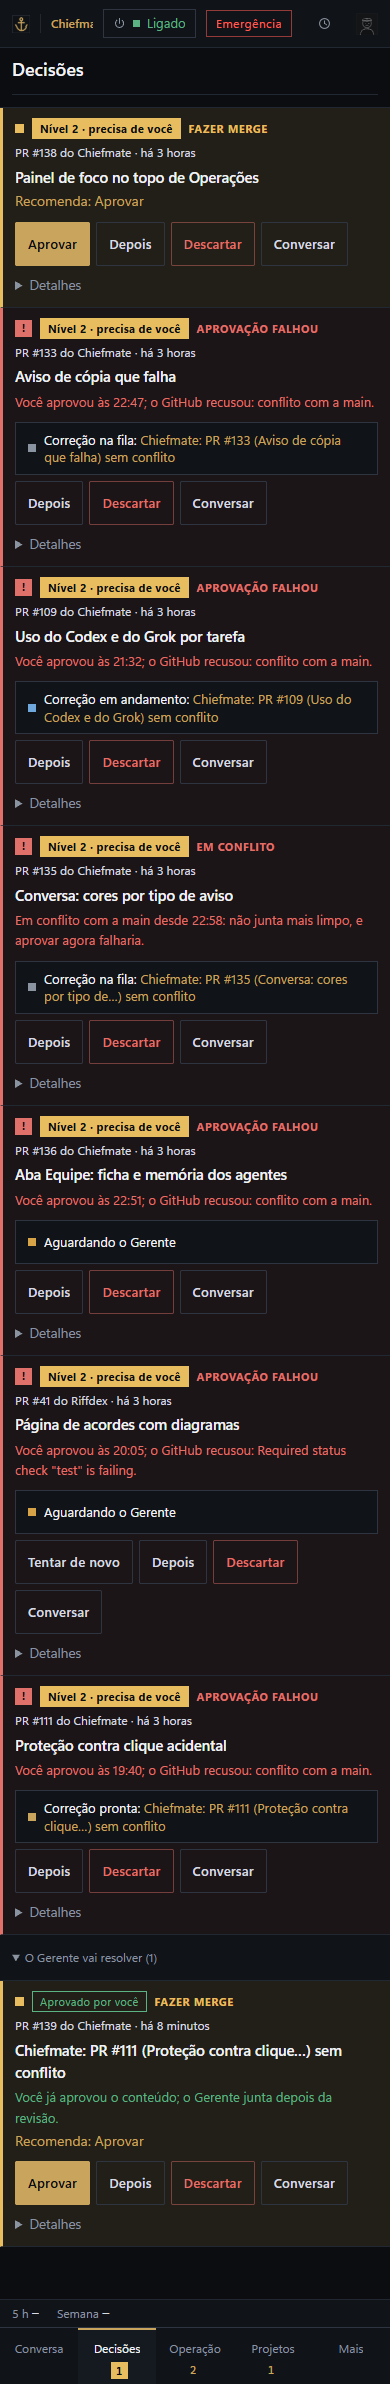 Chiefma
Ligado
Emergência
Decisões
Nível 2 · precisa de você FAZER MERGE
PR #138 do Chiefmate · há 3 horas
Painel de foco no topo de Operações
Recomenda: Aprovar
Aprovar Depois Descartar Conversar
▶ Detalhes
! Nível 2 · precisa de você APROVAÇÃO FALHOU
PR #133 do Chiefmate · há 3 horas
Aviso de cópia que falha
Você aprovou às 22:47; o GitHub recusou: conflito com a main.
Correção na fila: Chiefmate: PR #133 (Aviso de cópia
que falha) sem conflito
Depois Descartar Conversar
▶ Detalhes
! Nível 2 · precisa de você APROVAÇÃO FALHOU
PR #109 do Chiefmate · há 3 horas
Uso do Codex e do Grok por tarefa
Você aprovou às 21:32; o GitHub recusou: conflito com a main.
Correção em andamento: Chiefmate: PR #109 (Uso do
Codex e do Grok) sem conflito
Depois Descartar Conversar
▶ Detalhes
! Nível 2 · precisa de você EM CONFLITO
PR #135 do Chiefmate · há 3 horas
Conversa: cores por tipo de aviso
Em conflito com a main desde 22:58: não junta mais limpo, e
aprovar agora falharia.
Correção na fila: Chiefmate: PR #135 (Conversa: cores
por tipo de…) sem conflito
Depois Descartar Conversar
▶ Detalhes
! Nível 2 · precisa de você APROVAÇÃO FALHOU
PR #136 do Chiefmate · há 3 horas
Aba Equipe: ficha e memória dos agentes
Você aprovou às 22:51; o GitHub recusou: conflito com a main.
Aguardando o Gerente
Depois Descartar Conversar
▶ Detalhes
! Nível 2 · precisa de você APROVAÇÃO FALHOU
PR #41 do Riffdex · há 3 horas
Página de acordes com diagramas
Você aprovou às 20:05; o GitHub recusou: Required status
check "test" is failing.
Aguardando o Gerente
Tentar de novo Depois Descartar
Conversar
▶ Detalhes
! Nível 2 · precisa de você APROVAÇÃO FALHOU
PR #111 do Chiefmate · há 3 horas
Proteção contra clique acidental
Você aprovou às 19:40; o GitHub recusou: conflito com a main.
Correção pronta: Chiefmate: PR #111 (Proteção contra
clique…) sem conflito
Depois Descartar Conversar
▶ Detalhes
▼ O Gerente vai resolver (1)
Aprovado por você FAZER MERGE
PR #139 do Chiefmate · há 8 minutos
Chiefmate: PR #111 (Proteção contra clique…) sem
conflito
Você já aprovou o conteúdo; o Gerente junta depois da
revisão.
Recomenda: Aprovar
Aprovar Depois Descartar Conversar
▶ Detalhes
5 h – Semana –
Conversa Decisões Operação Projetos Mais
1 2 1